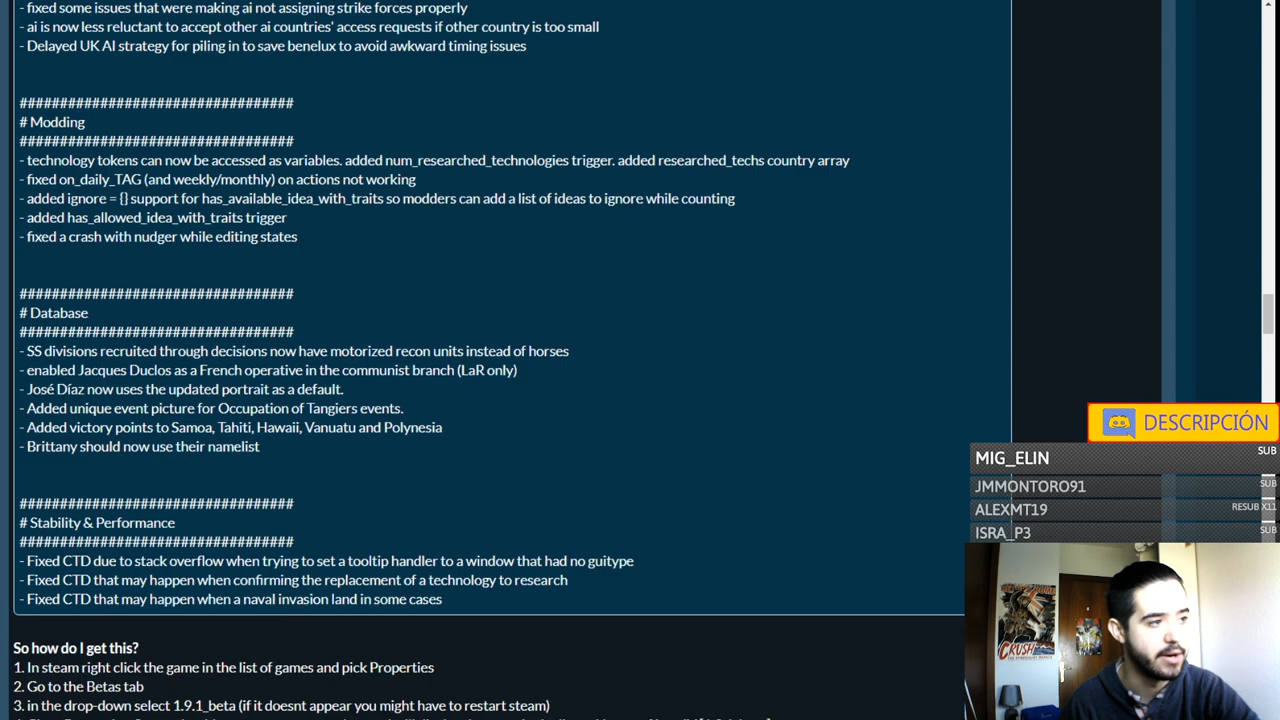 - fixed some issues that were making ai not assigning strike forces properly
- ai is now less reluctant to accept other ai countries' access requests if other country is too small
- Delayed UK AI strategy for piling in to save benelux to avoid awkward timing issues
##################################
# Modding
##################################
- technology tokens can now be accessed as variables. added num_researched_technologies trigger. added researched_techs country array
- fixed on_daily_TAG (and weekly/monthly) on actions not working
- added ignore = {} support for has_available_idea_with_traits so modders can add a list of ideas to ignore while counting
- added has_allowed_idea_with_traits trigger
- fixed a crash with nudger while editing states
##################################
# Database
##################################
- SS divisions recruited through decisions now have motorized recon units instead of horses
- enabled Jacques Duclos as a French operative in the communist branch (LaR only)
- José Díaz now uses the updated portrait as a default.
- Added unique event picture for Occupation of Tangiers events.
- Added victory points to Samoa, Tahiti, Hawaii, Vanuatu and Polynesia
- Brittany should now use their namelist
##################################
# Stability & Performance
##################################
- Fixed CTD due to stack overflow when trying to set a tooltip handler to a window that had no guitype
- Fixed CTD that may happen when confirming the replacement of a technology to research
- Fixed CTD that may happen when a naval invasion land in some cases
So how do I get this?
1. In steam right click the game in the list of games and pick Properties
2. Go to the Betas tab
3. in the drop-down select 1.9.1_beta (if it doesnt appear you might have to restart steam)
DESCRIPCIÓN
MIG_ELIN SUB
JMMONTORO91 SUB
ALEXMT19 RESUB X11
ISRA_P3 SUB
CRUSH